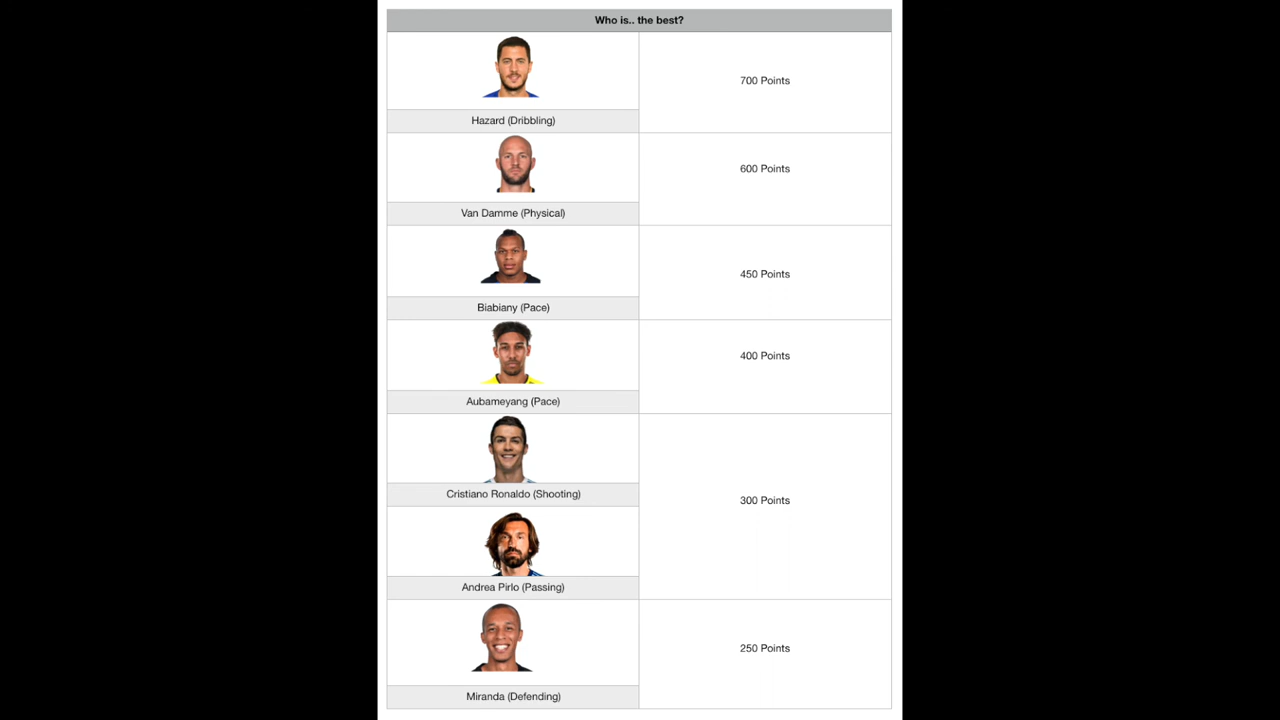 Who is.. the best?
700 Points
Hazard (Dribbling)
600 Points
Van Damme (Physical)
450 Points
Biabiany (Pace)
400 Points
Aubameyang (Pace)
Cristiano Ronaldo (Shooting)
300 Points
Andrea Pirlo (Passing)
250 Points
Miranda (Defending)